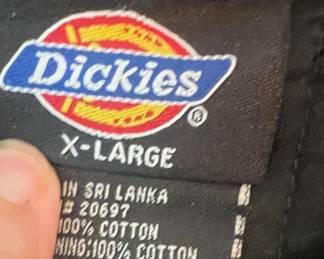 Dickies
®
X-LARGE
IN SRI LANKA
# 20697
100% COTTON
NING:100% COTTON